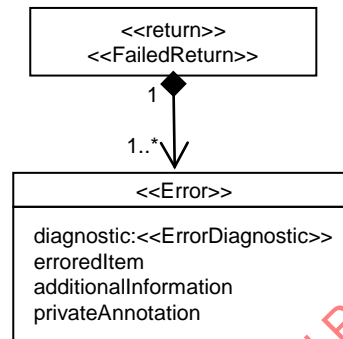 <<return>>
<<FailedReturn>>
1
1..*
<<Error>>
diagnostic:<<ErrorDiagnostic>>
erroredItem
additionalInformation
privateAnnotation